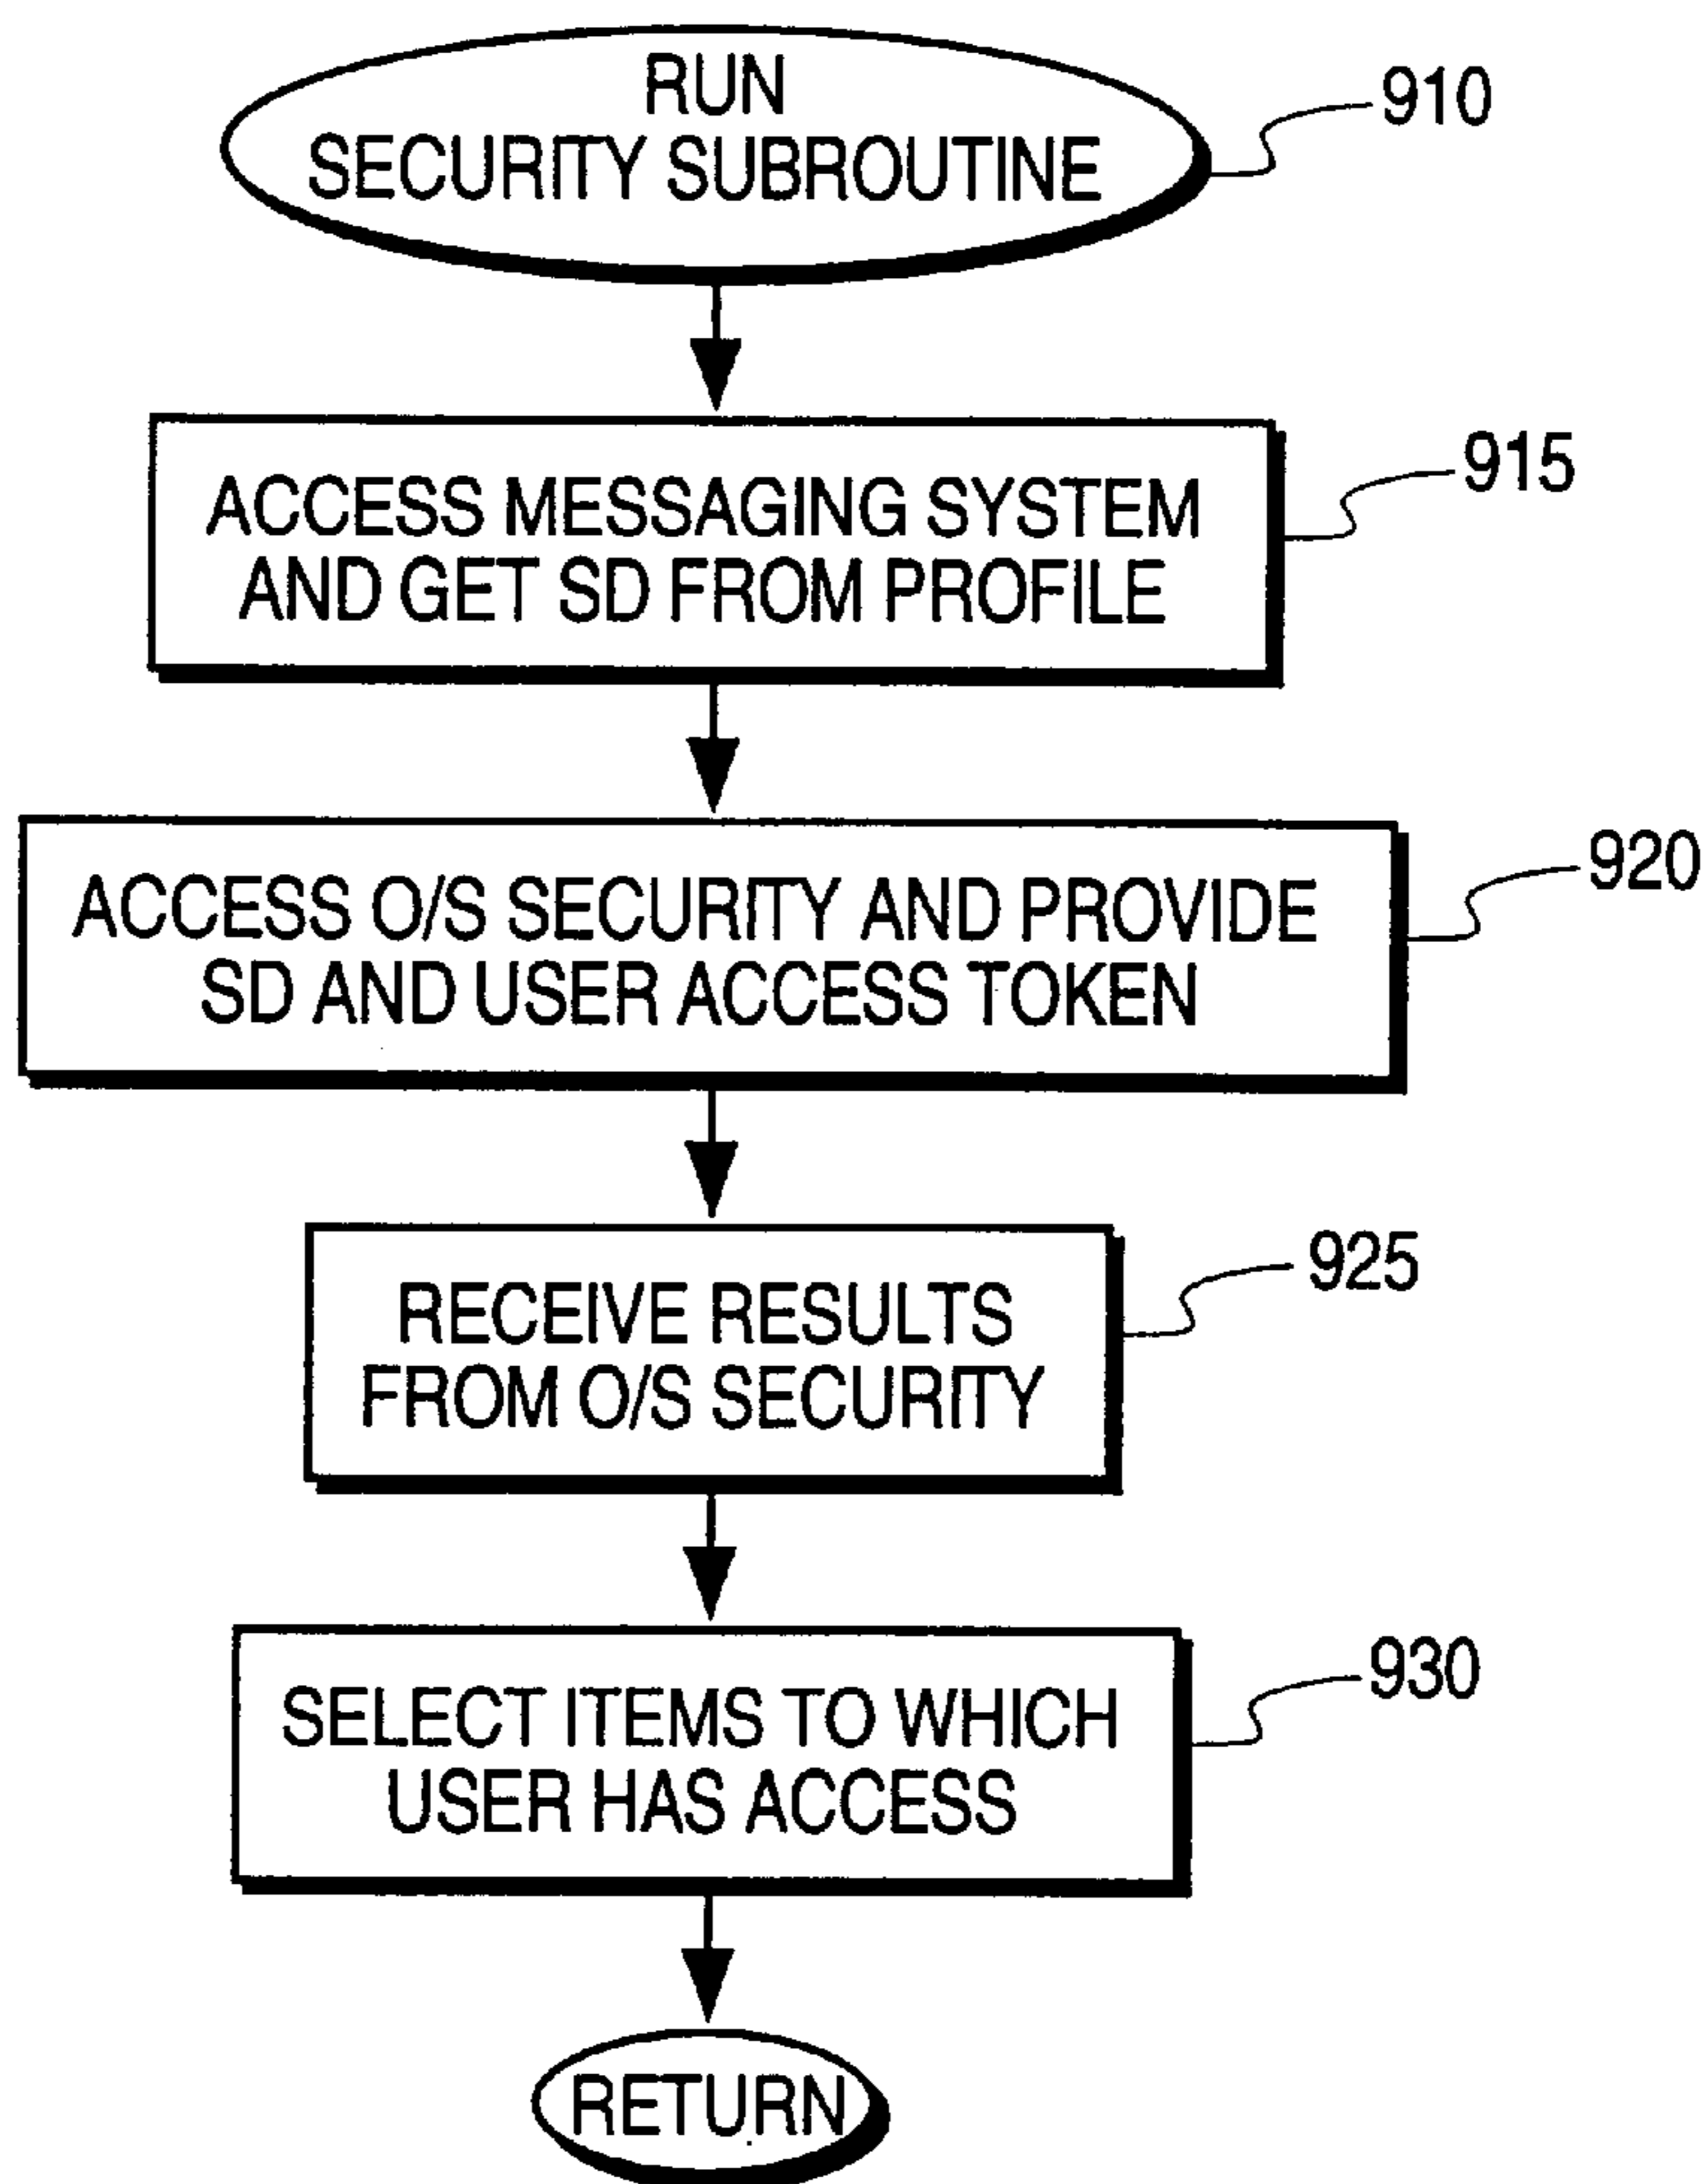 RUN
SECURITY SUBROUTINE
910
ACCESS MESSAGING SYSTEM
AND GET SD FROM PROFILE
915
ACCESS O/S SECURITY AND PROVIDE
SD AND USER ACCESS TOKEN
920
RECEIVE RESULTS
FROM O/S SECURITY
925
SELECT ITEMS TO WHICH
USER HAS ACCESS
930
RETURN